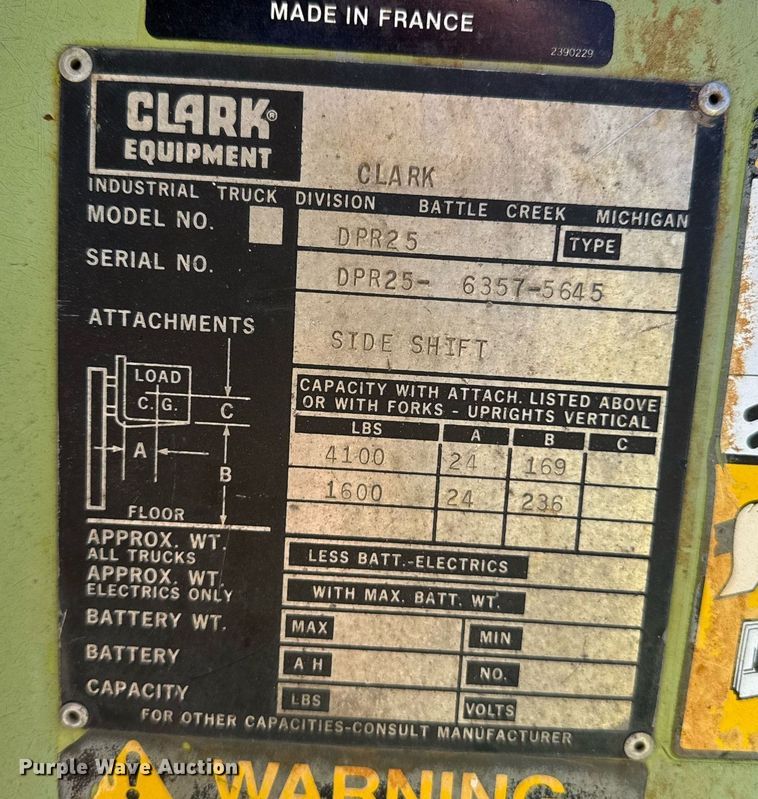 MADE IN FRANCE
2390229
CLARK®
EQUIPMENT
CLARK
INDUSTRIAL TRUCK DIVISION BATTLE CREEK MICHIGAN
MODEL NO. DPR25 TYPE
SERIAL NO. DPR25- 6357-5645
ATTACHMENTS SIDE SHIFT
CAPACITY WITH ATTACH. LISTED ABOVE
OR WITH FORKS - UPRIGHTS VERTICAL
LBS A B C
4100 24 169
1600 24 236
LOAD
C. G.
C
A
B
FLOOR
APPROX. WT.
ALL TRUCKS
LESS BATT.-ELECTRICS
APPROX. WT.
ELECTRICS ONLY
WITH MAX. BATT. WT.
BATTERY WT. MAX MIN
BATTERY A H NO.
CAPACITY LBS VOLTS
FOR OTHER CAPACITIES-CONSULT MANUFACTURER
WARNING
Purple Wave Auction